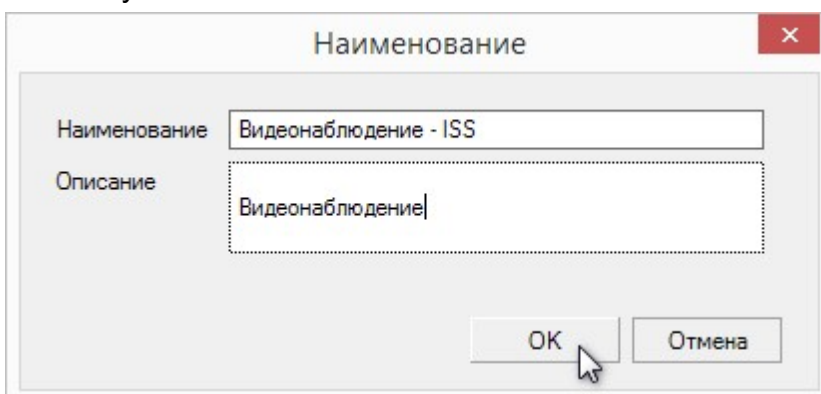 Наименование
Наименование Видеонаблюдение - ISS
Описание
Видеонаблюдение
OK Отмена